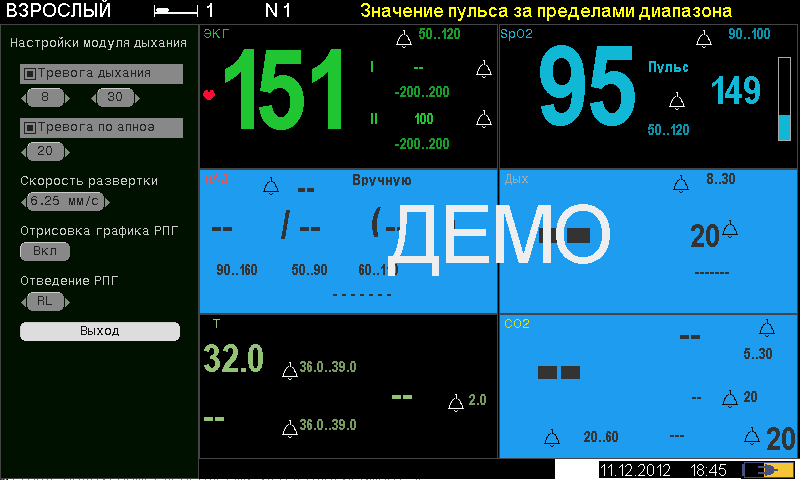 ВЗРОСЛЫЙ 1 N 1 Значение пульса за пределами диапазона
Настройки модуля дыхания
Тревога дыхания
8 30
Тревога по апноэ
20
Скорость развертки
6.25 мм/с
Отрисовка графика РПГ
Вкл
Отведение РПГ
RL
Выход
ЭКГ 50..120
151
I --
-200..200
II 100
-200..200
SpO2 90..100
95
Пульс 149
50..120
НАД -- Вручную
-- / -- (--
90..160 50..90 60..110
-------
Дых 8..30
-- 20
-------
ДЕМО
T
32.0 36.0..39.0
-- 2.0
-- 36.0..39.0
CO2 --
5..30
--
-- 20
20..60 --- 20
11.12.2012 18:45